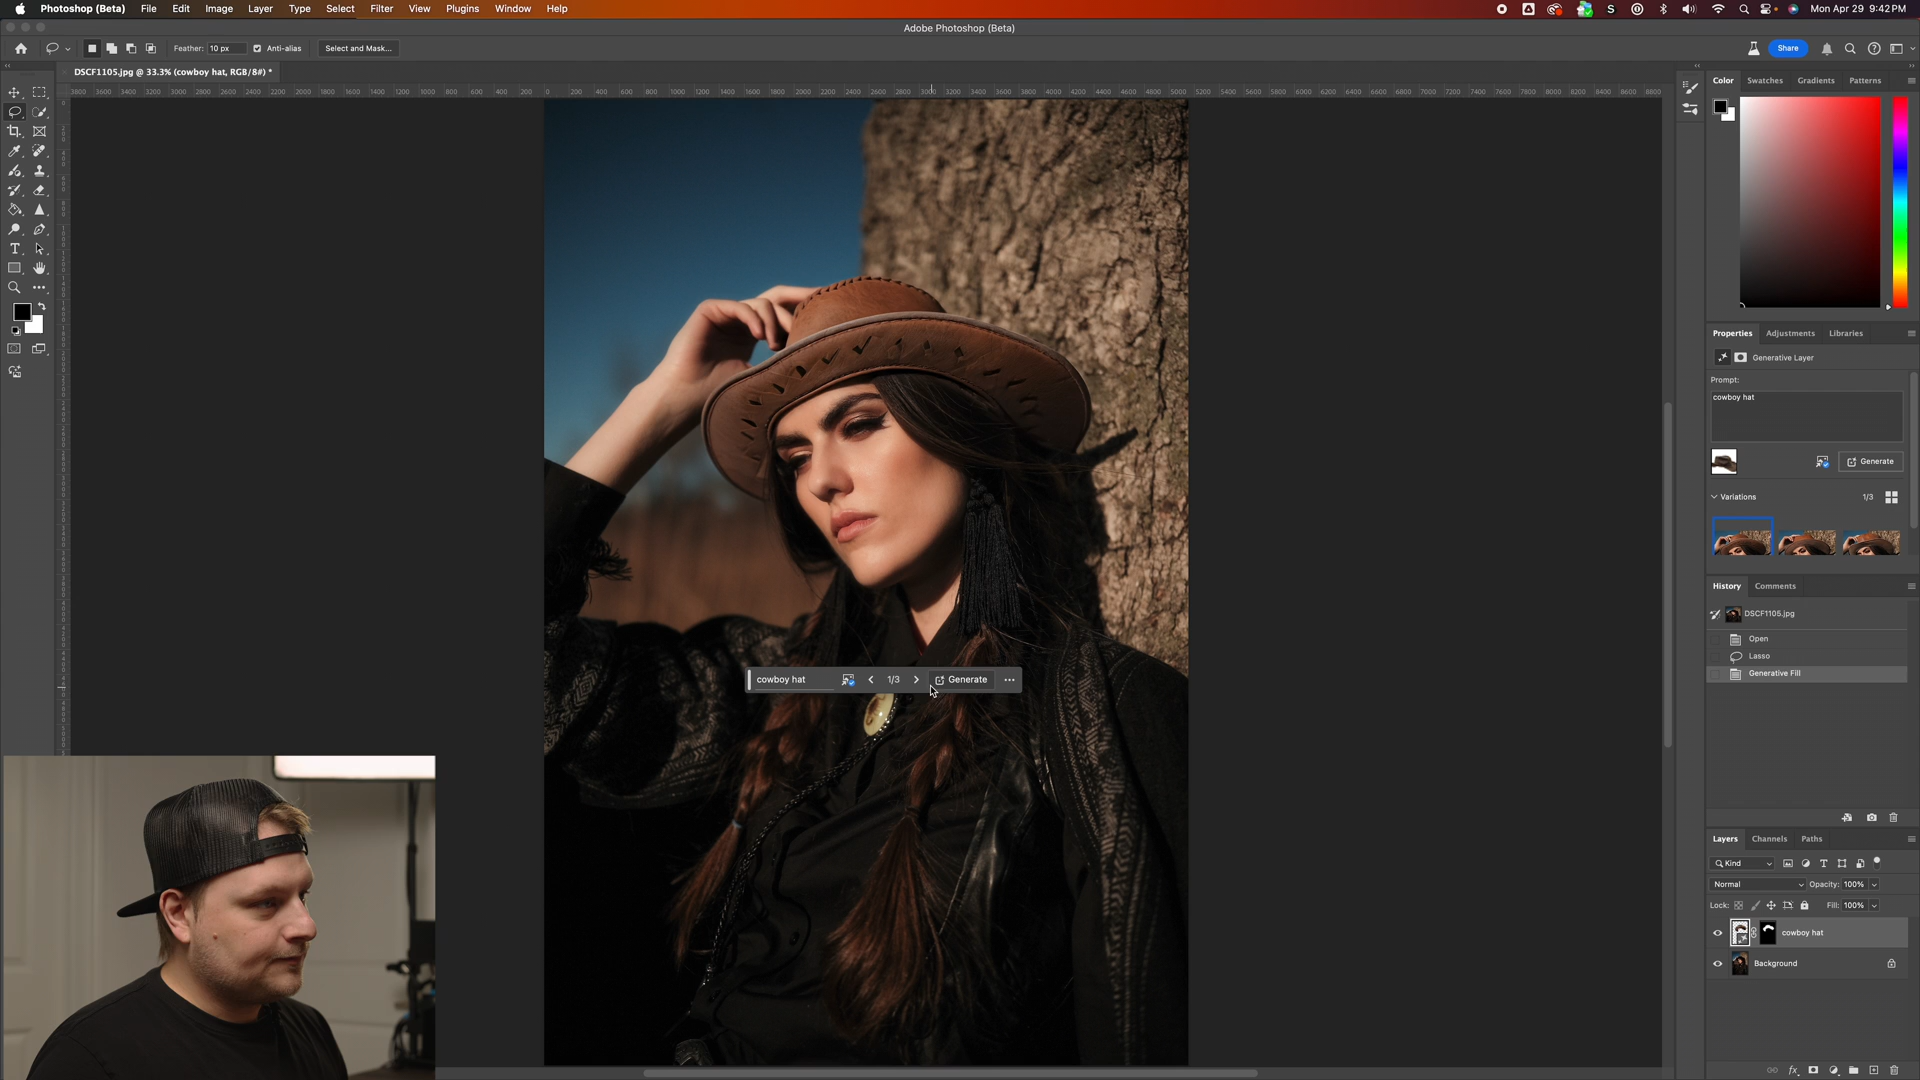 Photoshop (Beta) File Edit Image Layer Type Select Filter View Plugins Window Help
Mon Apr 29 9:42 PM
Adobe Photoshop (Beta)
Feather: 10 px Anti-alias Select and Mask...
Share
DSCF1105.jpg @ 33.3% (cowboy hat, RGB/8#) *
Color Swatches Gradients Patterns
Properties Adjustments Libraries
Generative Layer
Prompt:
cowboy hat
Generate
Variations 1/3
History Comments
DSCF1105.jpg
Open
Lasso
Generative Fill
cowboy hat 1/3 Generate
Layers Channels Paths
Kind
Normal Opacity: 100%
Lock: Fill: 100%
cowboy hat
Background